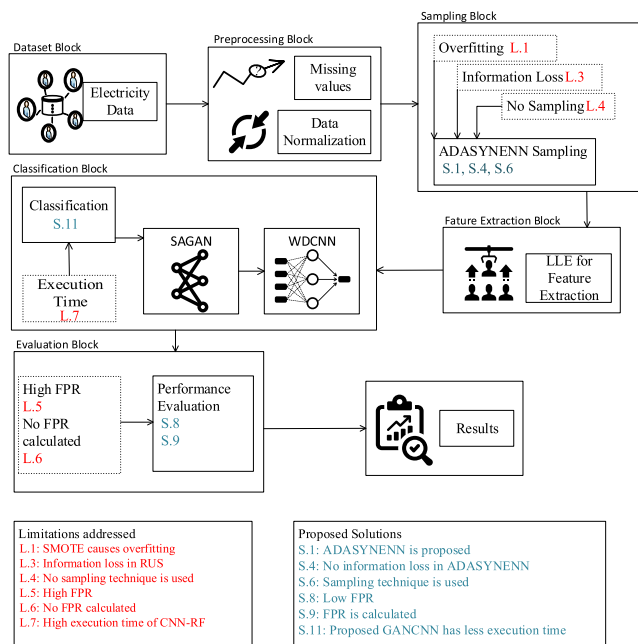 Dataset Block
Electricity
Data
Preprocessing Block
Missing
values
Data
Normalization
Sampling Block
Overfitting L.1
Information Loss L.3
No Sampling L.4
ADASYNENN Sampling
S.1, S.4, S.6
Classification Block
Classification
S.11
Execution
Time
L.7
SAGAN
WDCNN
Fature Extraction Block
LLE for
Feature
Extraction
Evaluation Block
High FPR
L.5
No FPR
calculated
L.6
Performance
Evaluation
S.8
S.9
Results
Limitations addressed
L.1: SMOTE causes overfitting
L.3: Information loss in RUS
L.4: No sampling technique is used
L.5: High FPR
L.6: No FPR calculated
L.7: High execution time of CNN-RF
Proposed Solutions
S.1: ADASYNENN is proposed
S.4: No information loss in ADASYNENN
S.6: Sampling technique is used
S.8: Low FPR
S.9: FPR is calculated
S.11: Proposed GANCNN has less execution time